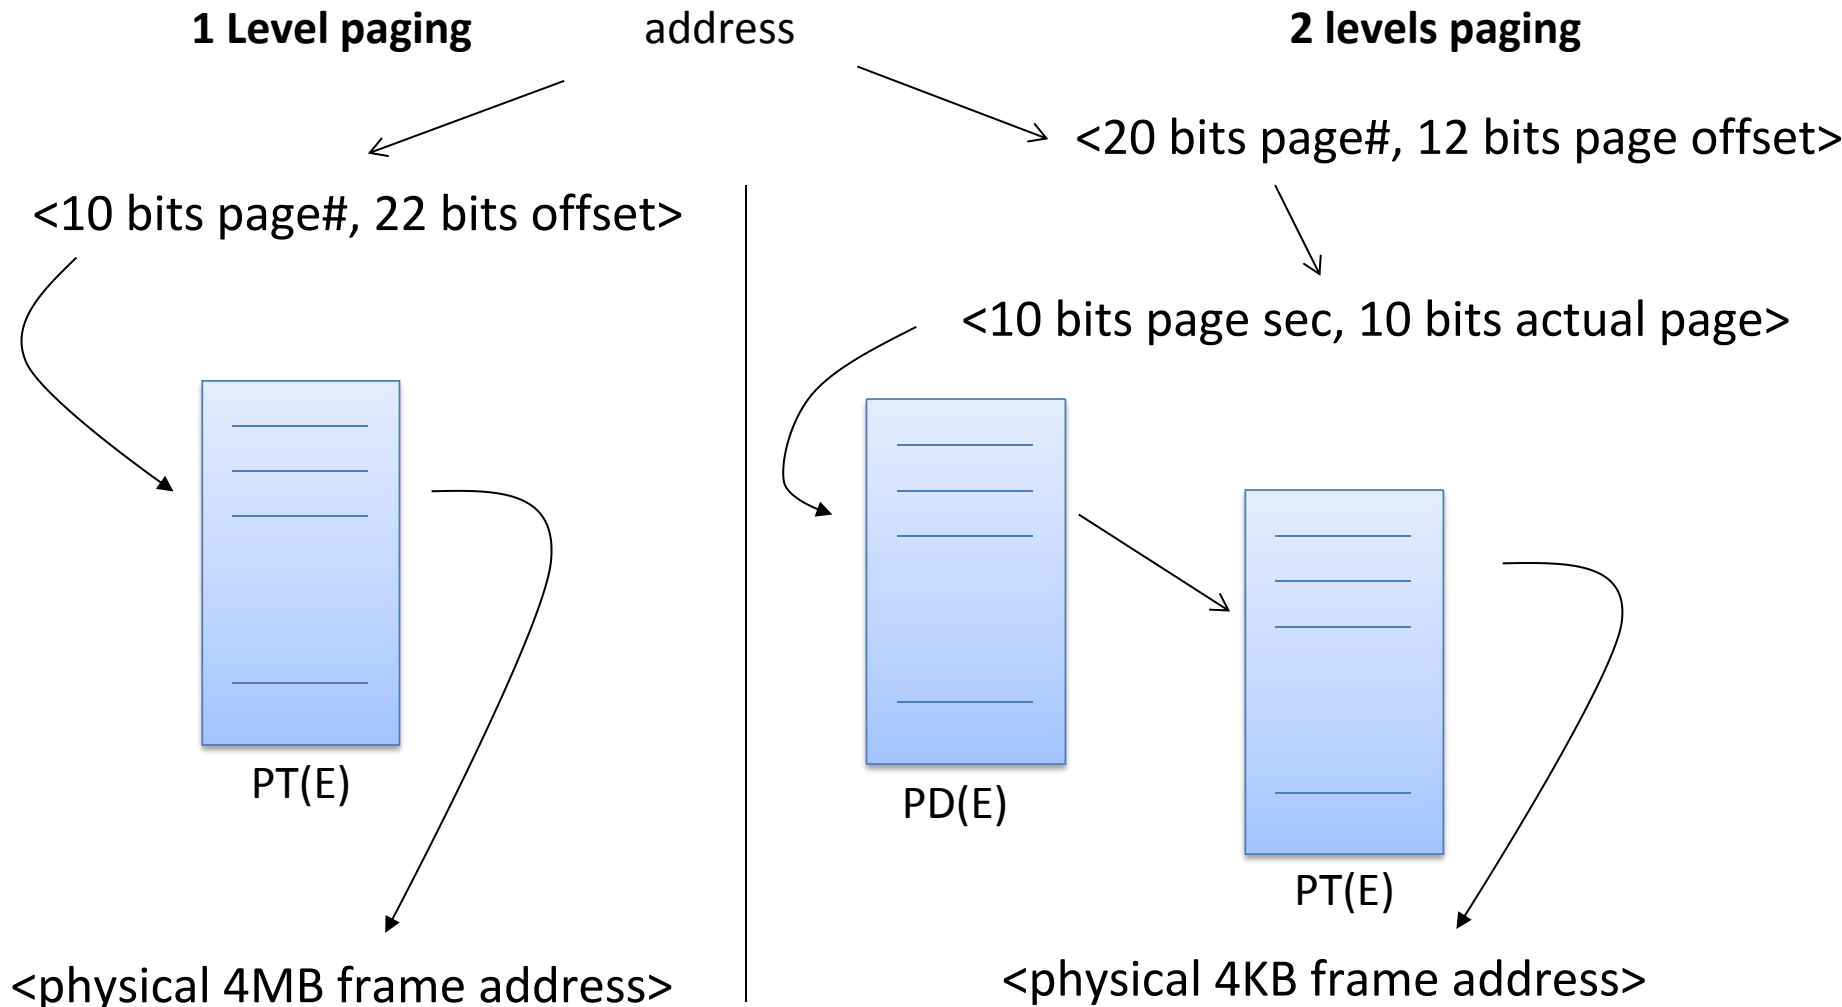 1 Level paging
address
2 levels paging
<20 bits page#, 12 bits page offset>
<10 bits page#, 22 bits offset>
<10 bits page sec, 10 bits actual page>
PT(E)
PD(E)
PT(E)
<physical 4MB frame address>
<physical 4KB frame address>